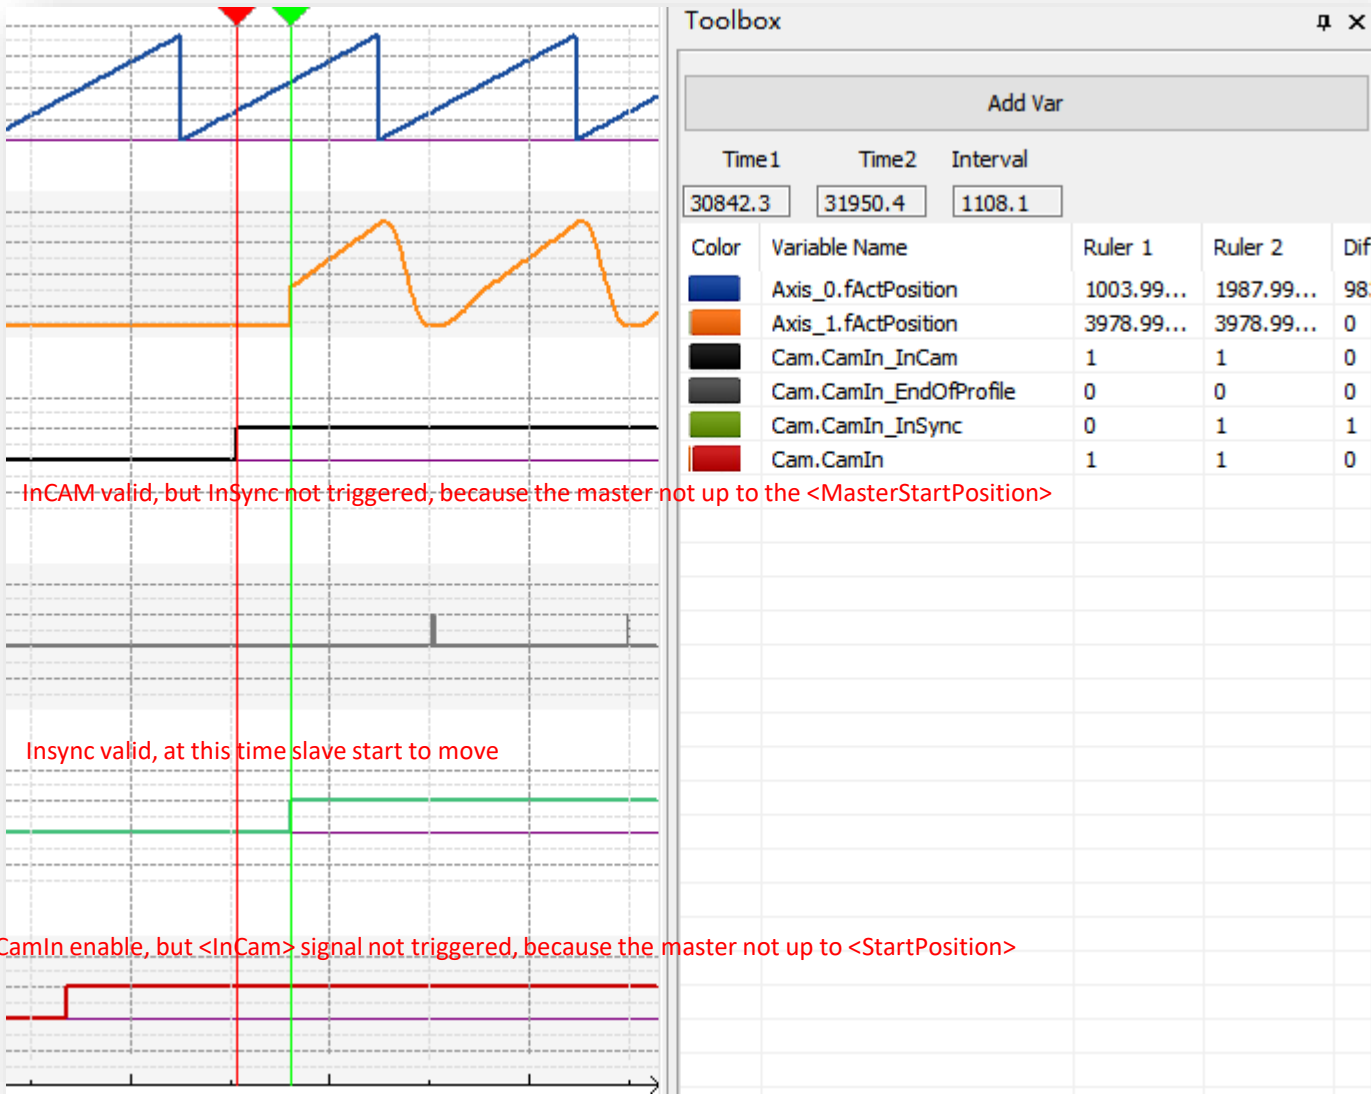 Toolbox
Add Var
Time1 Time2 Interval
30842.3 31950.4 1108.1
Color Variable Name Ruler 1 Ruler 2 Dif
Axis_0.fActPosition 1003.99... 1987.99... 98
Axis_1.fActPosition 3978.99... 3978.99... 0
Cam.CamIn_InCam 1 1 0
Cam.CamIn_EndOfProfile 0 0 0
Cam.CamIn_InSync 0 1 1
Cam.CamIn 1 1 0
InCAM valid, but InSync not triggered, because the master not up to the <MasterStartPosition>
Insync valid, at this time slave start to move
CamIn enable, but <InCam> signal not triggered, because the master not up to <StartPosition>